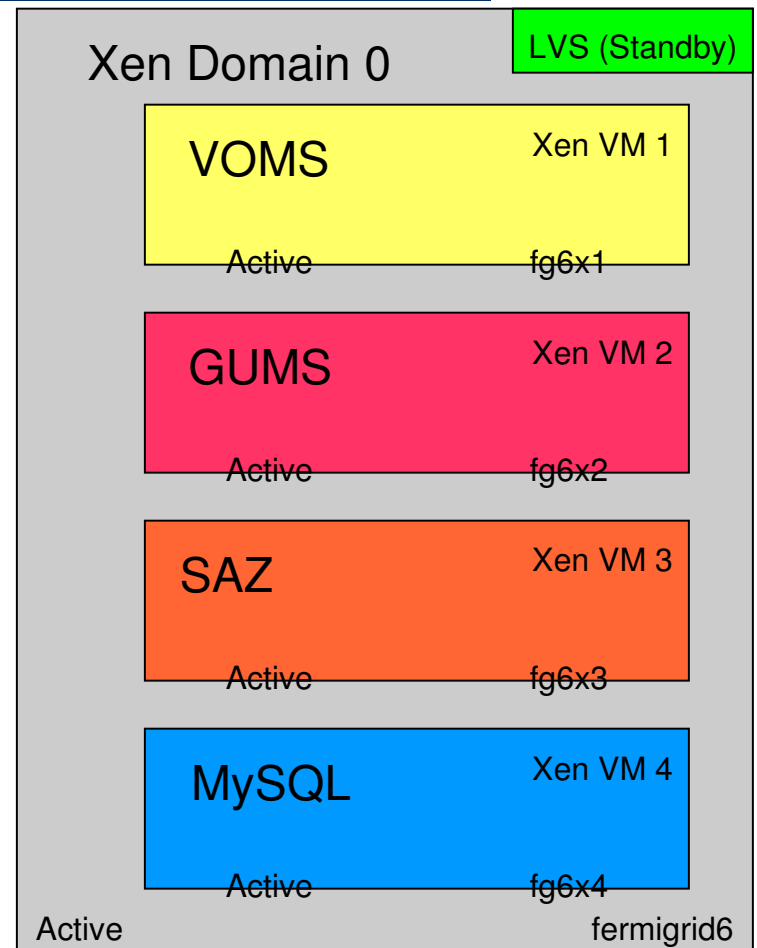 Xen Domain 0
LVS (Standby)
VOMS
Xen VM 1
Active
fg6x1
GUMS
Xen VM 2
Active
fg6x2
SAZ
Xen VM 3
Active
fg6x3
MySQL
Xen VM 4
Active
fg6x4
Active
fermigrid6